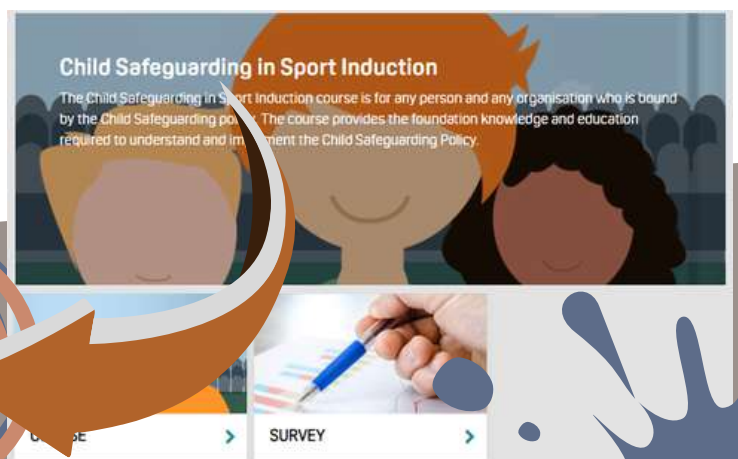 Child Safeguarding in Sport Induction
The Child Safeguarding in Sport Induction course is for any person and any organisation who is bound
by the Child Safeguarding The course provides the foundation knowledge and education
required to understand and the Child Safeguarding Policy.
SURVEY